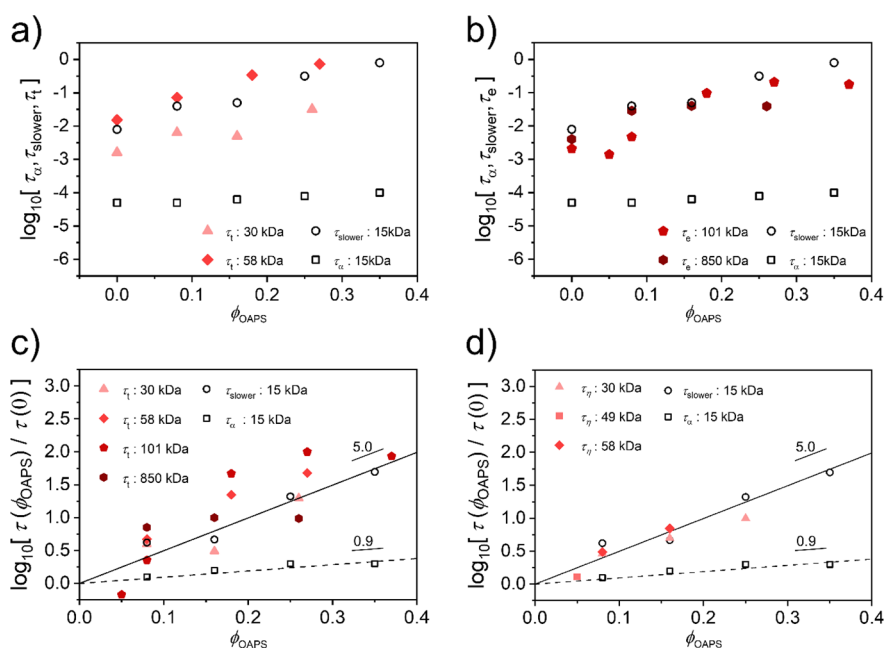 a)
log₁₀[ τα, τslower, τt ]
0
-1
-2
-3
-4
-5
-6
τt : 30 kDa
τslower : 15kDa
τt : 58 kDa
τα : 15kDa
0.0 0.1 0.2 0.3 0.4
ϕOAPS
b)
log₁₀[ τα, τslower, τe ]
0
-1
-2
-3
-4
-5
-6
τe : 101 kDa
τslower : 15kDa
τe : 850 kDa
τα : 15kDa
0.0 0.1 0.2 0.3 0.4
ϕOAPS
c)
log₁₀[ τ(ϕOAPS) / τ(0) ]
3.0
2.5
2.0
1.5
1.0
0.5
0.0
τt : 30 kDa
τslower : 15 kDa
τt : 58 kDa
τα : 15 kDa
τt : 101 kDa
τt : 850 kDa
5.0
0.9
0.0 0.1 0.2 0.3 0.4
ϕOAPS
d)
log₁₀[ τ(ϕOAPS) / τ(0) ]
3.0
2.5
2.0
1.5
1.0
0.5
0.0
τη : 30 kDa
τslower : 15 kDa
τη : 49 kDa
τα : 15 kDa
τη : 58 kDa
5.0
0.9
0.0 0.1 0.2 0.3 0.4
ϕOAPS